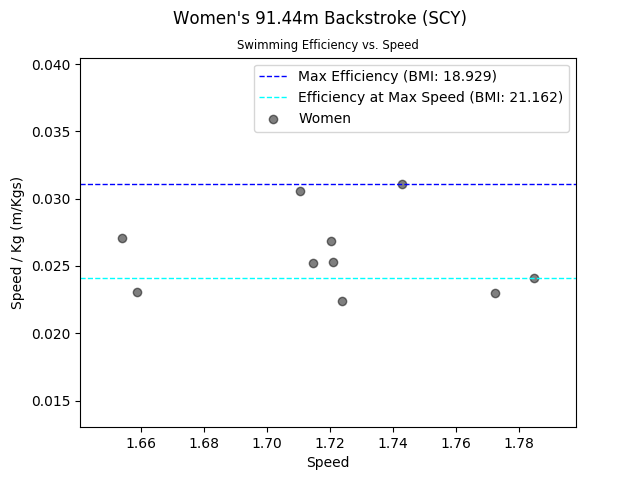 Women's 91.44m Backstroke (SCY)
Swimming Efficiency vs. Speed
Max Efficiency (BMI: 18.929)
Efficiency at Max Speed (BMI: 21.162)
Women
Speed / Kg (m/Kgs)
0.040
0.035
0.030
0.025
0.020
0.015
1.66 1.68 1.70 1.72 1.74 1.76 1.78
Speed